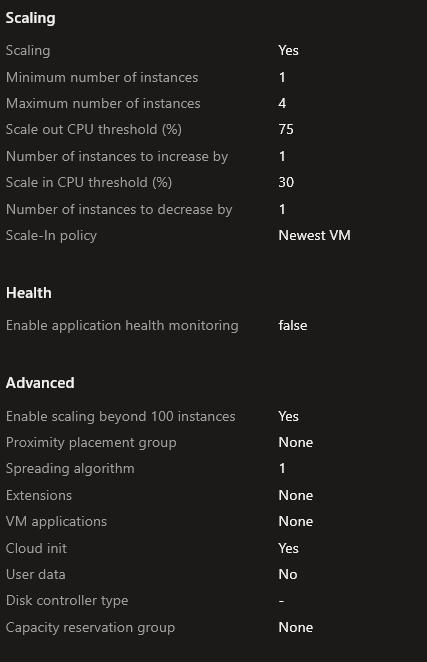 Scaling
Scaling Yes
Minimum number of instances 1
Maximum number of instances 4
Scale out CPU threshold (%) 75
Number of instances to increase by 1
Scale in CPU threshold (%) 30
Number of instances to decrease by 1
Scale-In policy Newest VM
Health
Enable application health monitoring false
Advanced
Enable scaling beyond 100 instances Yes
Proximity placement group None
Spreading algorithm 1
Extensions None
VM applications None
Cloud init Yes
User data No
Disk controller type -
Capacity reservation group None